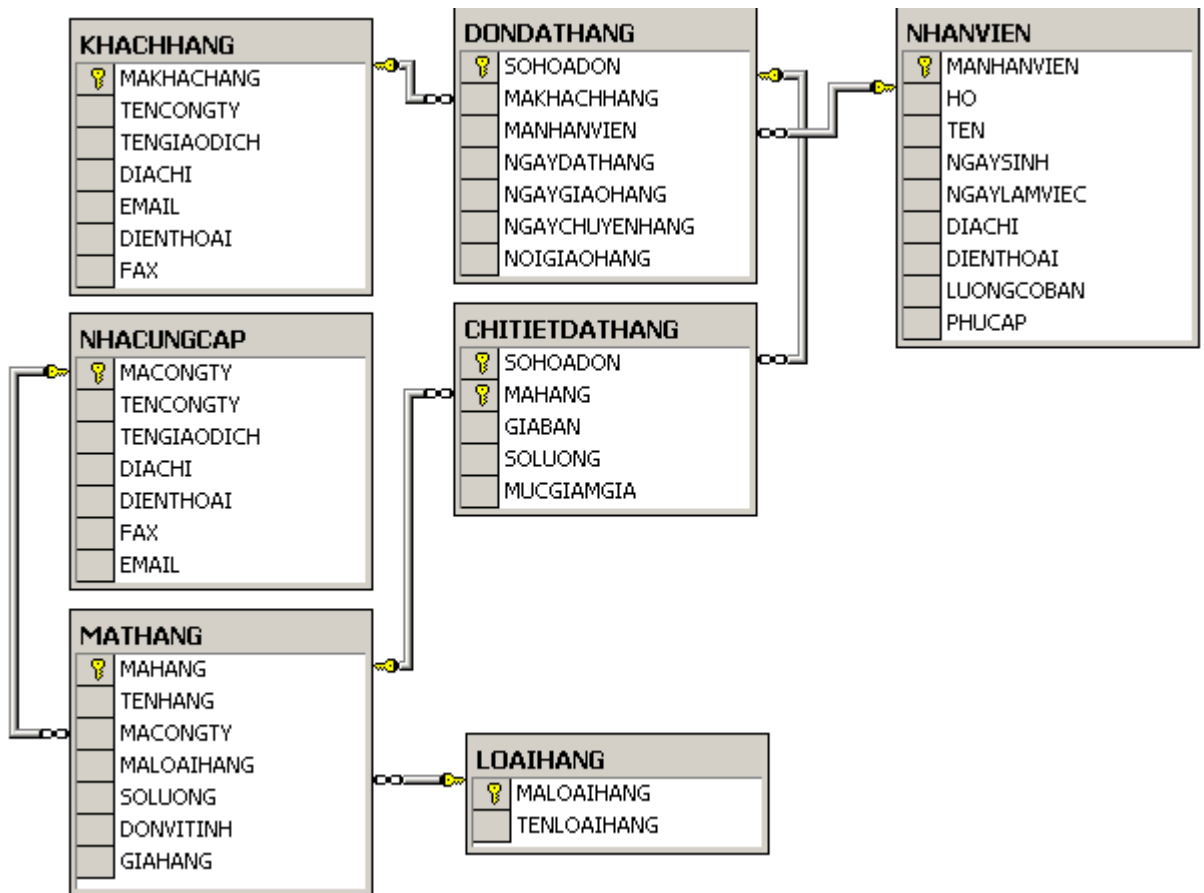 KHACHHANG
MAKHACHANG
TENCONGTY
TENGIAODICH
DIACHI
EMAIL
DIENTHOAI
FAX
DONDATHANG
SOHOADON
MAKHACHHANG
MANHANVIEN
NGAYDATHANG
NGAYGIAOHANG
NGAYCHUYENHANG
NOIGIAOHANG
NHANVIEN
MANHANVIEN
HO
TEN
NGAYSINH
NGAYLAMVIEC
DIACHI
DIENTHOAI
LUONGCOBAN
PHUCAP
NHACUNGCAP
MACONGTY
TENCONGTY
TENGIAODICH
DIACHI
DIENTHOAI
FAX
EMAIL
CHITIETDATHANG
SOHOADON
MAHANG
GIABAN
SOLUONG
MUCGIAMGIA
MATHANG
MAHANG
TENHANG
MACONGTY
MALOAIHANG
SOLUONG
DONVITINH
GIAHANG
LOAIHANG
MALOAIHANG
TENLOAIHANG